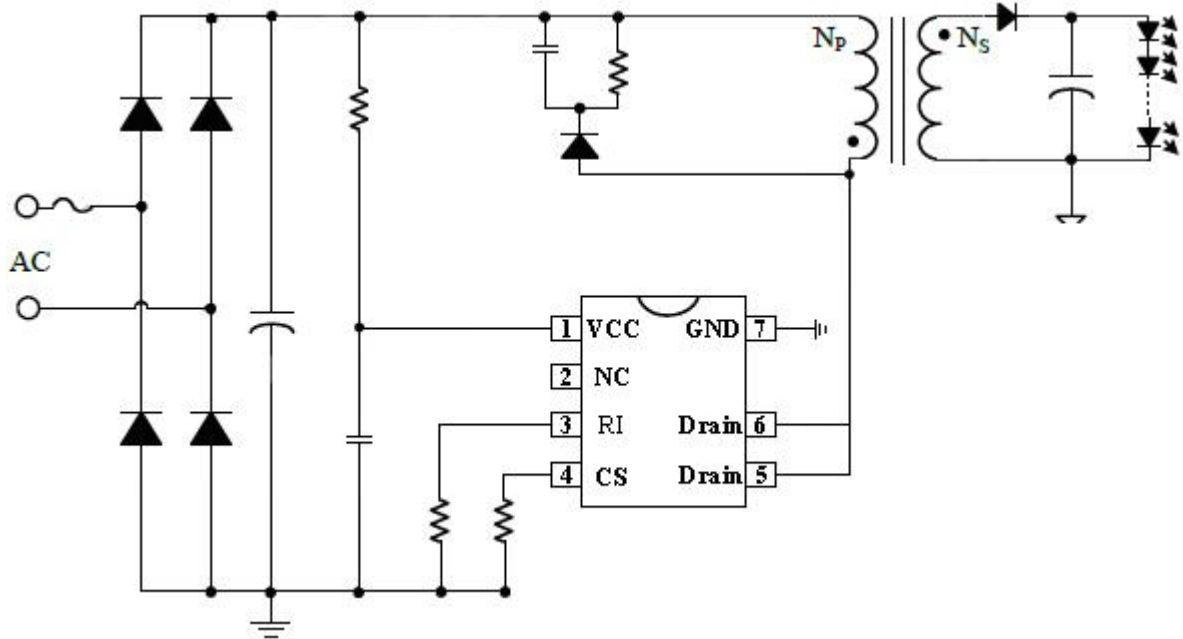 Nₚ
Nₛ
AC
1 VCC GND 7
2 NC
3 RI Drain 6
4 CS Drain 5